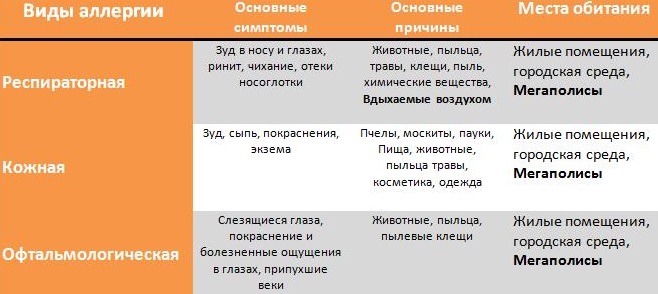 Виды аллергии
Основные
симптомы
Основные
причины
Места обитания
Респираторная
Зуд в носу и глазах,
ринит, чихание, отеки
носоглотки
Животные, пыльца,
травы, клещи, пыль,
химические вещества,
Вдыхаемые воздухом
Жилые помещения,
городская среда,
Мегаполисы
Кожная
Зуд, сыпь, покраснения,
экзема
Пчелы, москиты, пауки,
Пища, животные,
пыльца травы,
косметика, одежда
Жилые помещения,
городская среда,
Мегаполисы
Офтальмологическая
Слезящиеся глаза,
покраснение и
болезненные ощущения
в глазах, припухшие
веки
Животные, пыльца,
пылевые клещи
Жилые помещения,
городская среда,
Мегаполисы